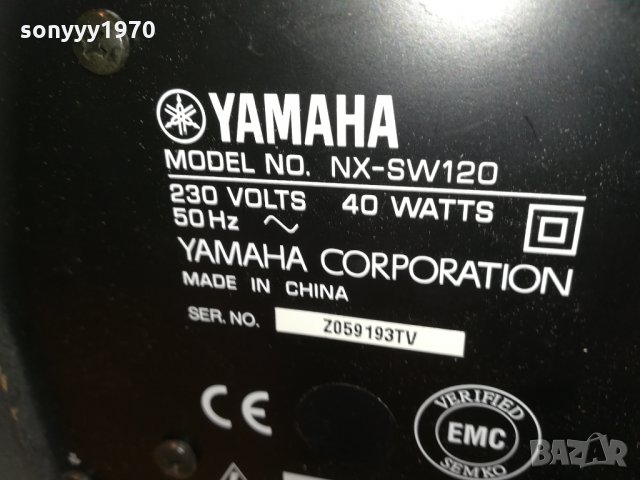 sonyyy1970
YAMAHA
MODEL NO. NX-SW120
230 VOLTS 40 WATTS
50 Hz ~
YAMAHA CORPORATION
MADE IN CHINA
SER. NO. Z059193TV
CE
VERIFIED
EMC
SEMKO
BAZAR